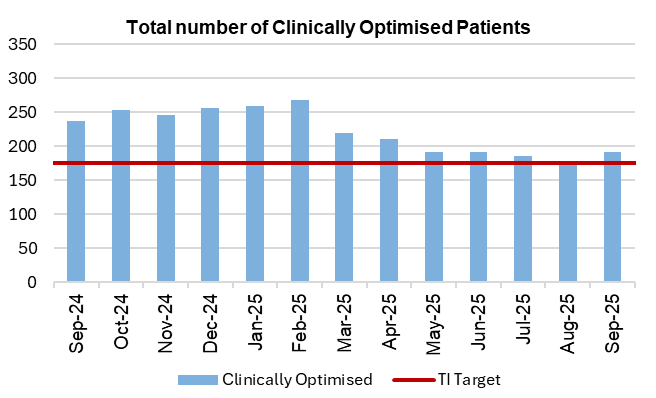 Total number of Clinically Optimised Patients
350
300
250
200
150
100
50
0
Sep-24
Oct-24
Nov-24
Dec-24
Jan-25
Feb-25
Mar-25
Apr-25
May-25
Jun-25
Jul-25
Aug-25
Sep-25
Clinically Optimised
TI Target